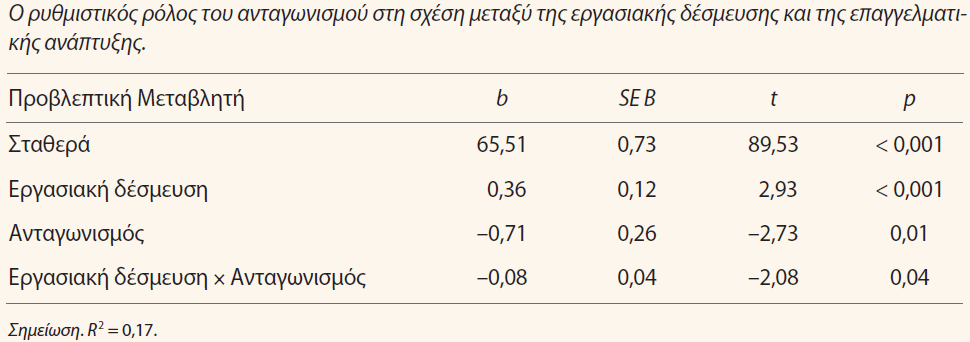 Ο ρυθμιστικός ρόλος του ανταγωνισμού στη σχέση μεταξύ της εργασιακής δέσμευσης και της επαγγελματι-
κής ανάπτυξης.
Προβλεπτική Μεταβλητή b SE B t p
Σταθερά 65,51 0,73 89,53 < 0,001
Εργασιακή δέσμευση 0,36 0,12 2,93 < 0,001
Ανταγωνισμός –0,71 0,26 –2,73 0,01
Εργασιακή δέσμευση × Ανταγωνισμός –0,08 0,04 –2,08 0,04
Σημείωση. R² = 0,17.